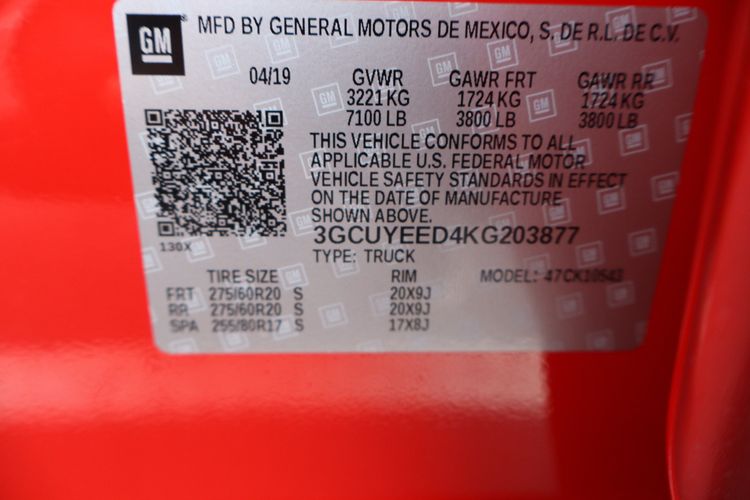 GM MFD BY GENERAL MOTORS DE MEXICO, S. DE R.L. DE C.V.
04/19 GVWR GAWR FRT GAWR RR
3221 KG 1724 KG 1724 KG
7100 LB 3800 LB 3800 LB
THIS VEHICLE CONFORMS TO ALL
APPLICABLE U.S. FEDERAL MOTOR
VEHICLE SAFETY STANDARDS IN EFFECT
ON THE DATE OF MANUFACTURE
SHOWN ABOVE.
130X
3GCUYEED4KG203877
TYPE: TRUCK
TIRE SIZE RIM MODEL: 47CK10543
FRT 275/60R20 S 20X9J
RR 275/60R20 S 20X9J
SPA 255/80R17 S 17X8J